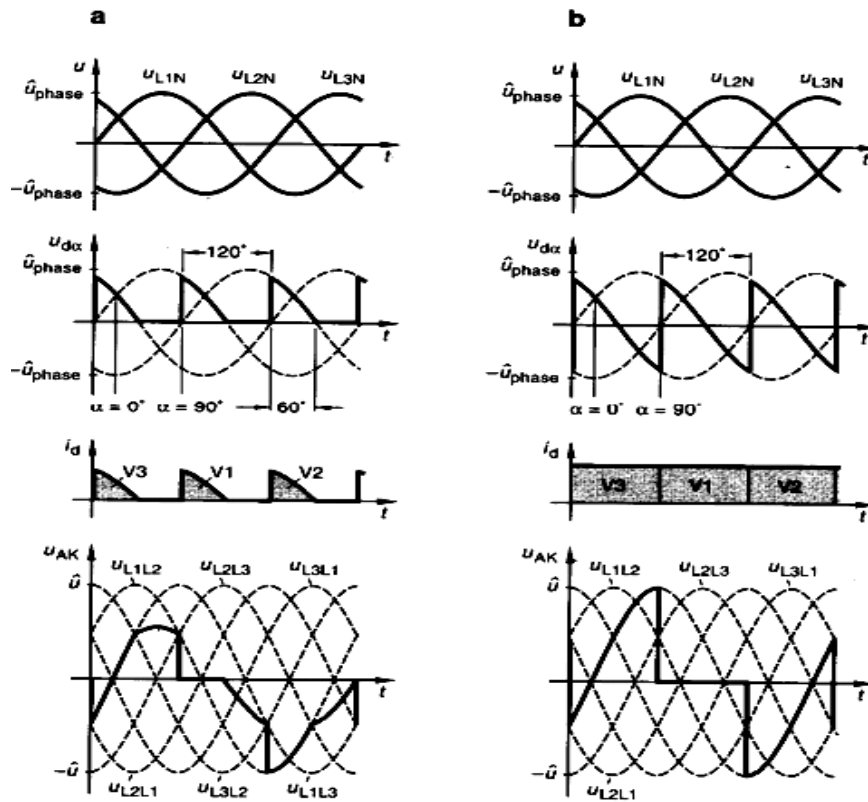 a
u
u_L1N u_L2N u_L3N
û_phase
t
-û_phase
u_dα
û_phase
120°
t
-û_phase
α = 0° α = 90° 60°
i_d
V3 V1 V2
t
u_AK
û
u_L1L2 u_L2L3 u_L3L1
t
-û
u_L2L1 u_L3L2 u_L1L3
b
u
u_L1N u_L2N u_L3N
û_phase
t
-û_phase
u_dα
û_phase
120°
t
-û_phase
α = 0° α = 90°
i_d
V3 V1 V2
t
u_AK
û
u_L1L2 u_L2L3 u_L3L1
t
-û
u_L2L1